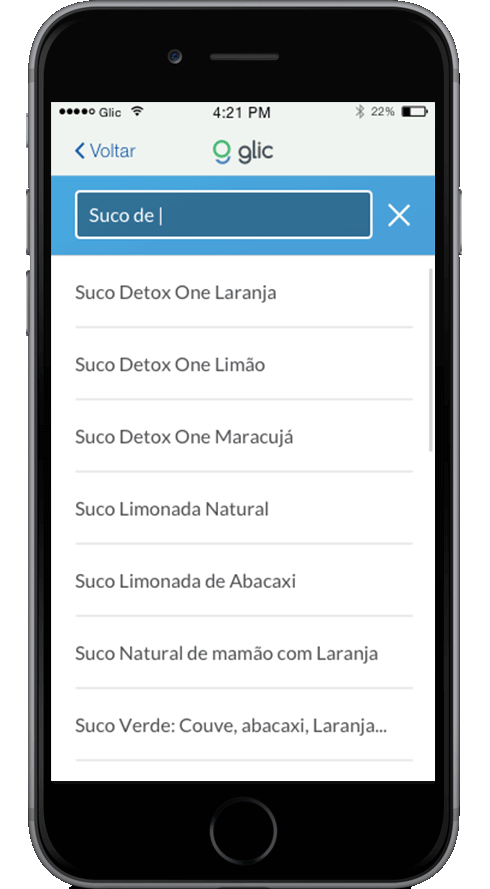 Glic
4:21 PM
22%
Voltar
glic
Suco de |
Suco Detox One Laranja
Suco Detox One Limão
Suco Detox One Maracujá
Suco Limonada Natural
Suco Limonada de Abacaxi
Suco Natural de mamão com Laranja
Suco Verde: Couve, abacaxi, Laranja...